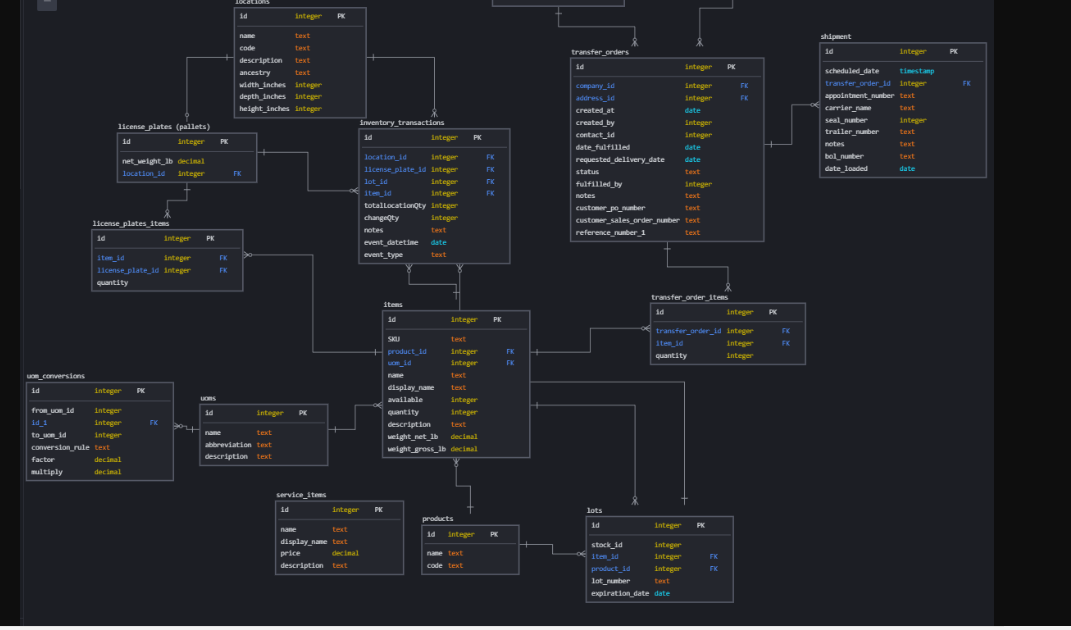 locations
id integer PK
name text
code text
description text
ancestry text
width_inches integer
depth_inches integer
height_inches integer
license_plates (pallets)
id integer PK
net_weight_lb decimal
location_id integer FK
inventory_transactions
id integer PK
location_id integer FK
license_plate_id integer FK
lot_id integer FK
item_id integer FK
totalLocationQty integer
changeQty integer
notes text
event_datetime date
event_type text
transfer_orders
id integer PK
company_id integer FK
address_id integer FK
created_at date
created_by integer
contact_id integer
date_fulfilled date
requested_delivery_date date
status text
fulfilled_by integer
notes text
customer_po_number text
customer_sales_order_number text
reference_number_1 text
shipment
id integer PK
scheduled_date timestamp
transfer_order_id integer FK
appointment_number text
carrier_name text
seal_number integer
trailer_number text
notes text
bol_number text
date_loaded date
license_plates_items
id integer PK
item_id integer FK
license_plate_id integer FK
quantity
items
id integer PK
SKU text
product_id integer FK
uom_id integer FK
name text
display_name text
available integer
quantity integer
description text
weight_net_lb decimal
weight_gross_lb decimal
transfer_order_items
id integer PK
transfer_order_id integer FK
item_id integer FK
quantity integer
uom_conversions
id integer PK
from_uom_id integer
id_1 integer FK
to_uom_id integer
conversion_rule text
factor decimal
multiply decimal
uoms
id integer PK
name text
abbreviation text
description text
service_items
id integer PK
name text
display_name text
price decimal
description text
products
id integer PK
name text
code text
lots
id integer PK
stock_id integer
item_id integer FK
product_id integer FK
lot_number text
expiration_date date